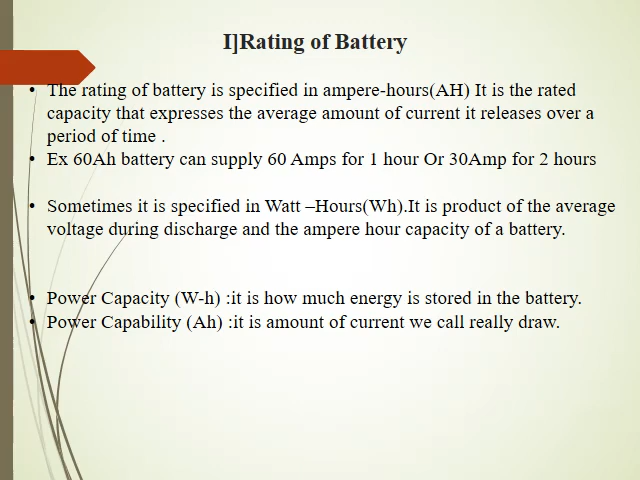 I]Rating of Battery
• The rating of battery is specified in ampere-hours(AH) It is the rated
capacity that expresses the average amount of current it releases over a
period of time .
• Ex 60Ah battery can supply 60 Amps for 1 hour Or 30Amp for 2 hours
• Sometimes it is specified in Watt –Hours(Wh).It is product of the average
voltage during discharge and the ampere hour capacity of a battery.
• Power Capacity (W-h) :it is how much energy is stored in the battery.
• Power Capability (Ah) :it is amount of current we call really draw.